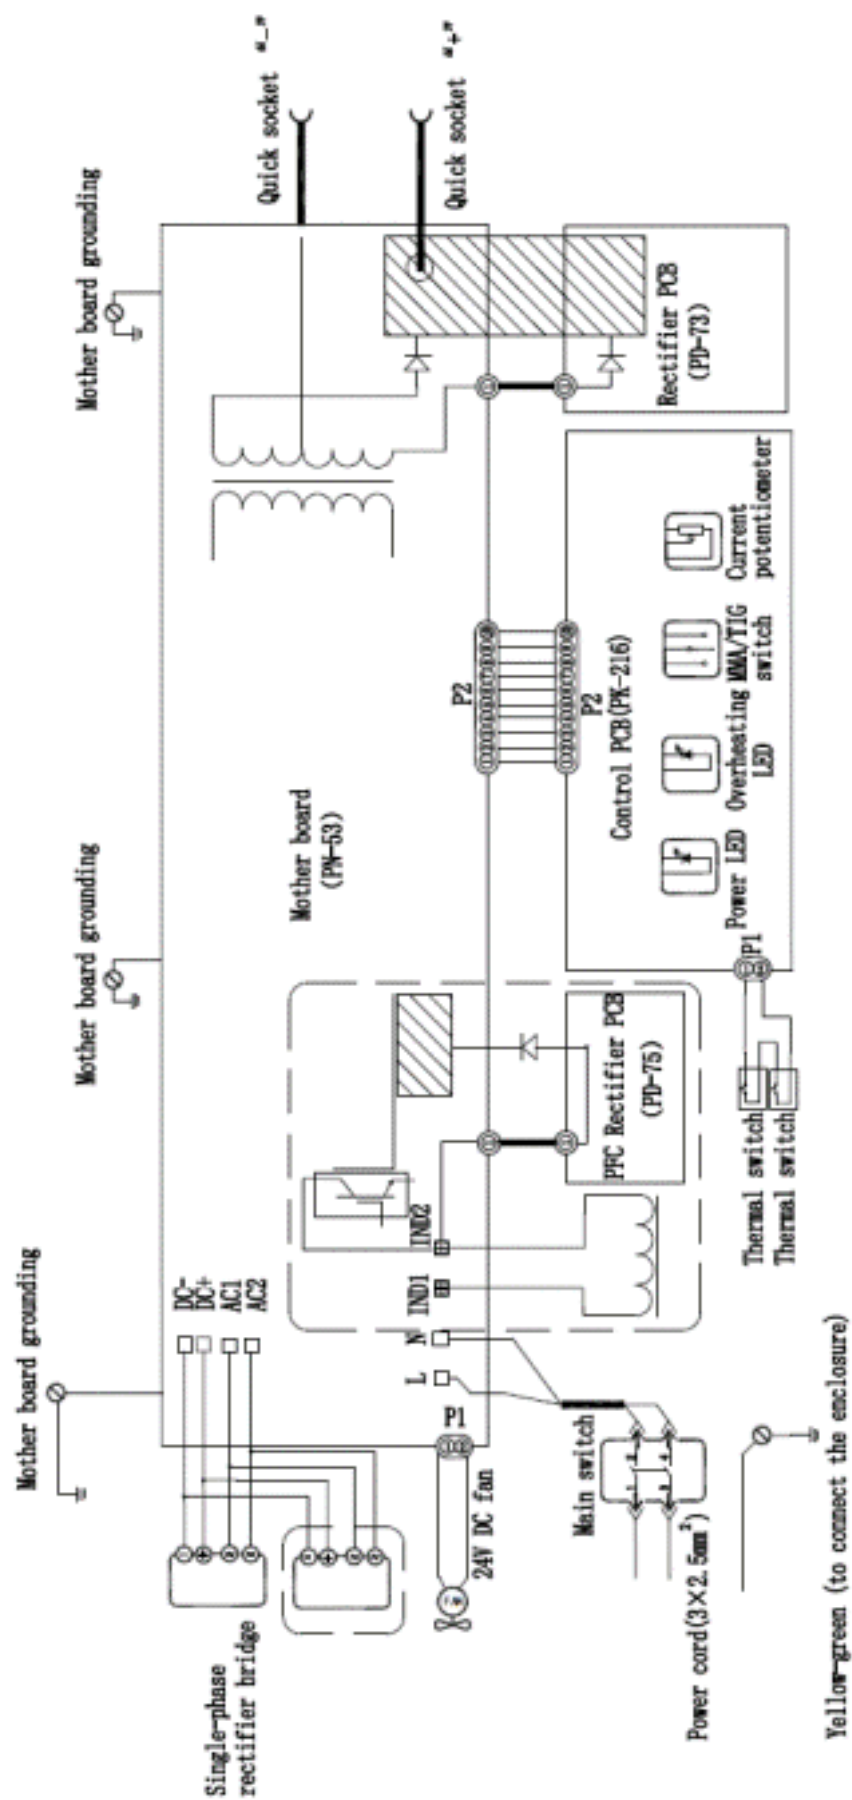 Mother board grounding
Mother board grounding
Mother board grounding
Single-phase
rectifier bridge
DC-
DC+
AC1
AC2
24V DC fan
P1
L
N
IND1
IND2
Mother board
(PN-53)
P2
Quick socket “-”
Quick socket “+”
Rectifier PCB
(PD-73)
PFC Rectifier PCB
(PD-75)
P2
Control PCB(PK-216)
Power LED
Overheating
LED
MMA/TIG
switch
Current
potentiometer
P1
Thermal switch
Thermal switch
Main switch
Power cord(3×2.5mm²)
Yellow-green (to connect the enclosure)